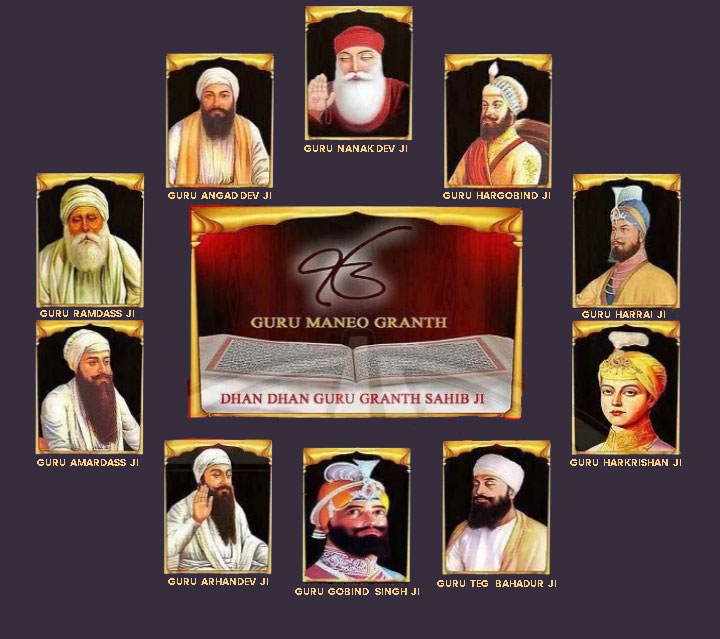 GURU NANAK DEV JI
GURU ANGAD DEV JI
GURU HARGOBIND JI
GURU RAMDASS JI
GURU HARRAI JI
ੴ
GURU MANEO GRANTH
DHAN DHAN GURU GRANTH SAHIB JI
GURU AMARDASS JI
GURU HARKRISHAN JI
GURU ARHANDEV JI
GURU GOBIND SINGH JI
GURU TEG BAHADUR JI